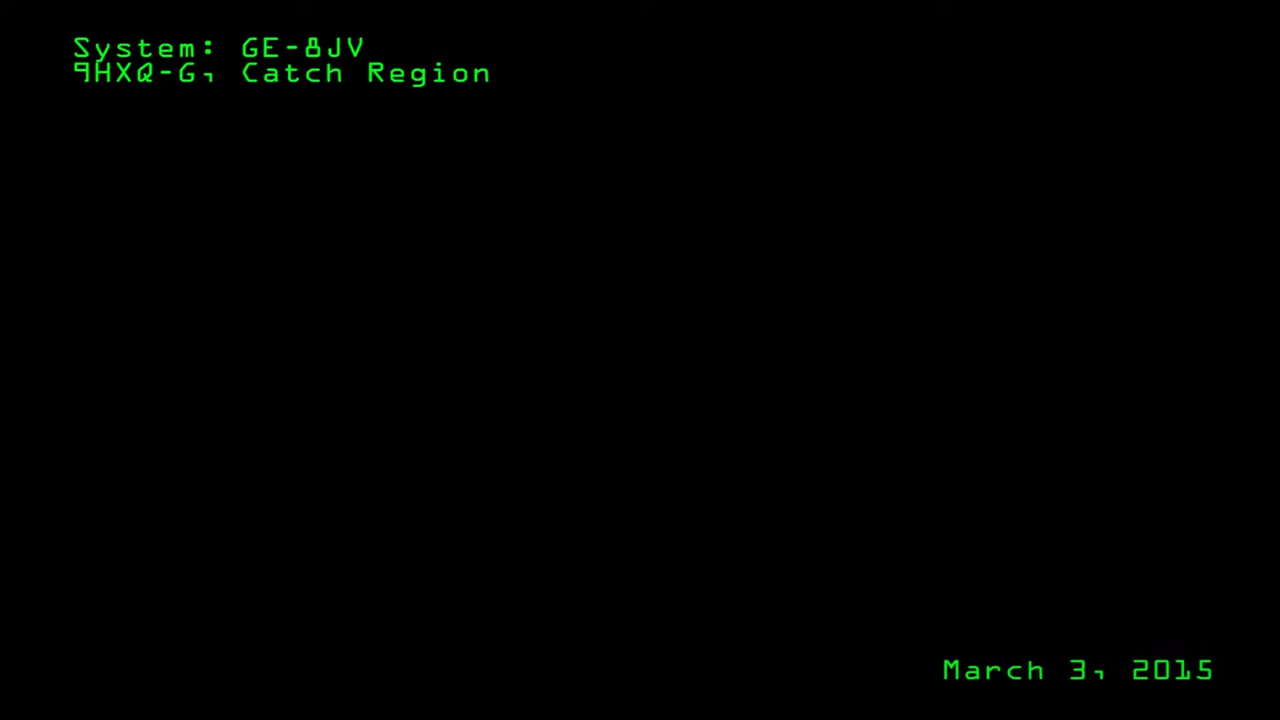 System: GE-8JV
9HXQ-G, Catch Region
March 3, 2015